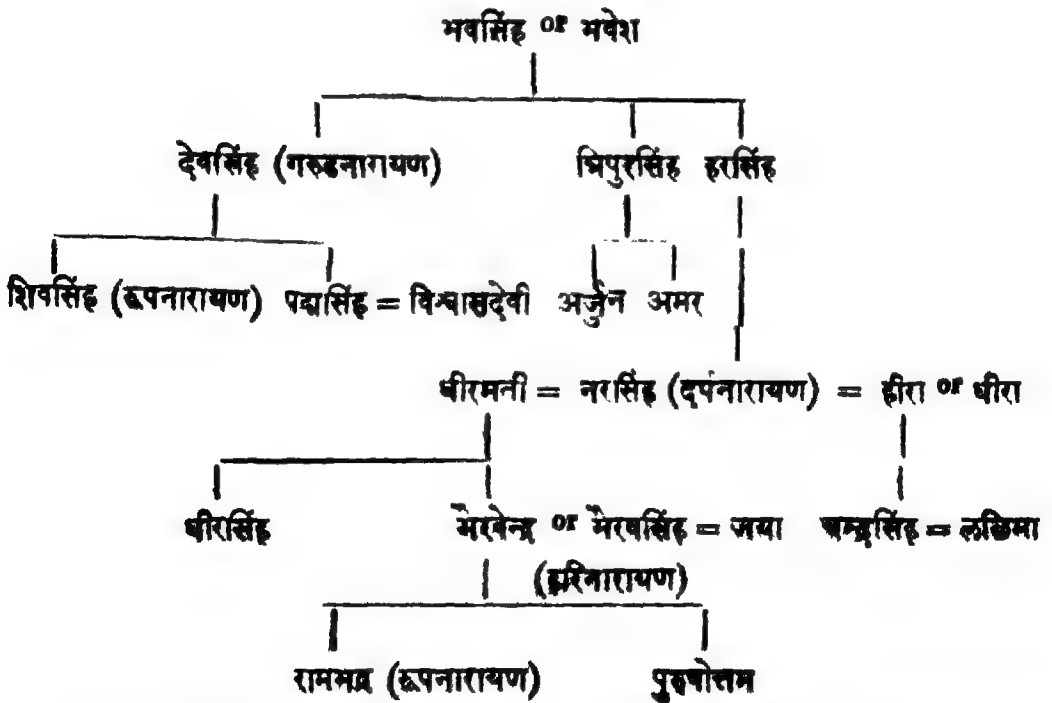 भवसिंह or भवेश
देवसिंह (गरुडनारायण) त्रिपुरसिंह हरसिंह
शिवसिंह (रूपनारायण) पद्मसिंह = विश्वासदेवी अर्जुन अमर
धीरमती = नरसिंह (दर्पनारायण) = हीरा or धीरा
धीरसिंह भैरवेन्द्र or भैरवसिंह = जया चन्द्रसिंह = लछिमा
(हरिनारायण)
रामभद्र (रूपनारायण) पुरुषोत्तम